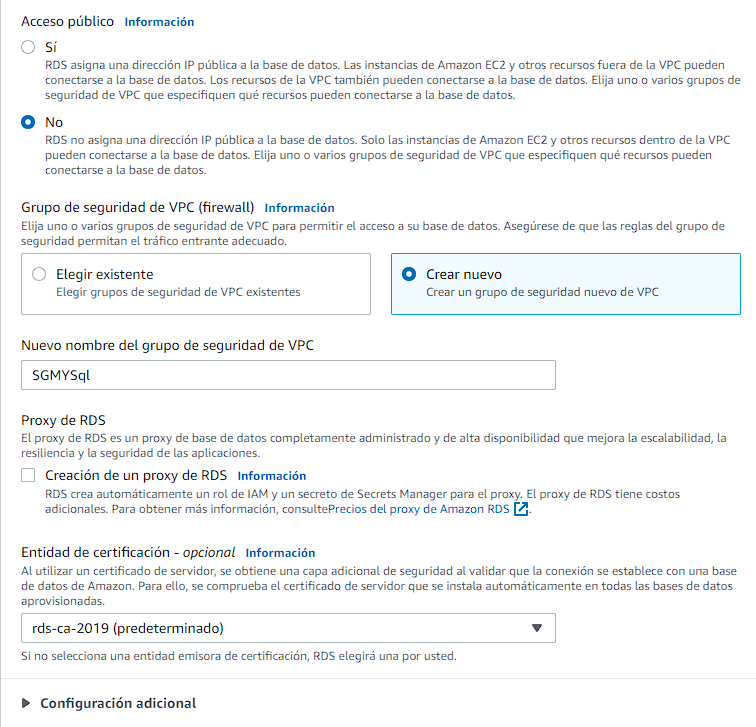 Acceso público Información
Sí
RDS asigna una dirección IP pública a la base de datos. Las instancias de Amazon EC2 y otros recursos fuera de la VPC pueden
conectarse a la base de datos. Los recursos de la VPC también pueden conectarse a la base de datos. Elija uno o varios grupos de
seguridad de VPC que especifiquen qué recursos pueden conectarse a la base de datos.
No
RDS no asigna una dirección IP pública a la base de datos. Solo las instancias de Amazon EC2 y otros recursos dentro de la VPC
pueden conectarse a la base de datos. Elija uno o varios grupos de seguridad de VPC que especifiquen qué recursos pueden
conectarse a la base de datos.
Grupo de seguridad de VPC (firewall) Información
Elija uno o varios grupos de seguridad de VPC para permitir el acceso a su base de datos. Asegúrese de que las reglas del grupo de
seguridad permitan el tráfico entrante adecuado.
Elegir existente
Elegir grupos de seguridad de VPC existentes
Crear nuevo
Crear un grupo de seguridad nuevo de VPC
Nuevo nombre del grupo de seguridad de VPC
SGMYSql
Proxy de RDS
El proxy de RDS es un proxy de base de datos completamente administrado y de alta disponibilidad que mejora la escalabilidad, la
resiliencia y la seguridad de las aplicaciones.
Creación de un proxy de RDS Información
RDS crea automáticamente un rol de IAM y un secreto de Secrets Manager para el proxy. El proxy de RDS tiene costos
adicionales. Para obtener más información, consultePrecios del proxy de Amazon RDS.
Entidad de certificación - opcional Información
Al utilizar un certificado de servidor, se obtiene una capa adicional de seguridad al validar que la conexión se establece con una base
de datos de Amazon. Para ello, se comprueba el certificado de servidor que se instala automáticamente en todas las bases de datos
aprovisionadas.
rds-ca-2019 (predeterminado)
Si no selecciona una entidad emisora de certificación, RDS elegirá una por usted.
Configuración adicional